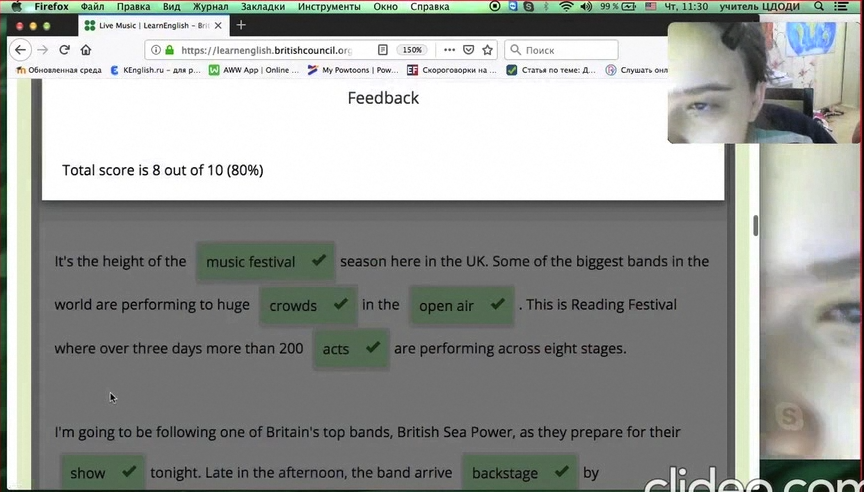 Firefox Файл Правка Вид Журнал Закладки Инструменты Окно Справка 99% Чт, 11:30 учитель ЦДОДИ
Live Music | LearnEnglish - Bri
https://learnenglish.britishcouncil.org 150% Поиск
Обновленная среда KEnglish.ru - для р... AWW App | Online ... My Powtoons | Pow... Скороговорки на ... Статья по теме: Д... Слушать онл
Feedback
Total score is 8 out of 10 (80%)
It's the height of the music festival season here in the UK. Some of the biggest bands in the
world are performing to huge crowds in the open air . This is Reading Festival
where over three days more than 200 acts are performing across eight stages.
I'm going to be following one of Britain's top bands, British Sea Power, as they prepare for their
show tonight. Late in the afternoon, the band arrive backstage by
clideo.com